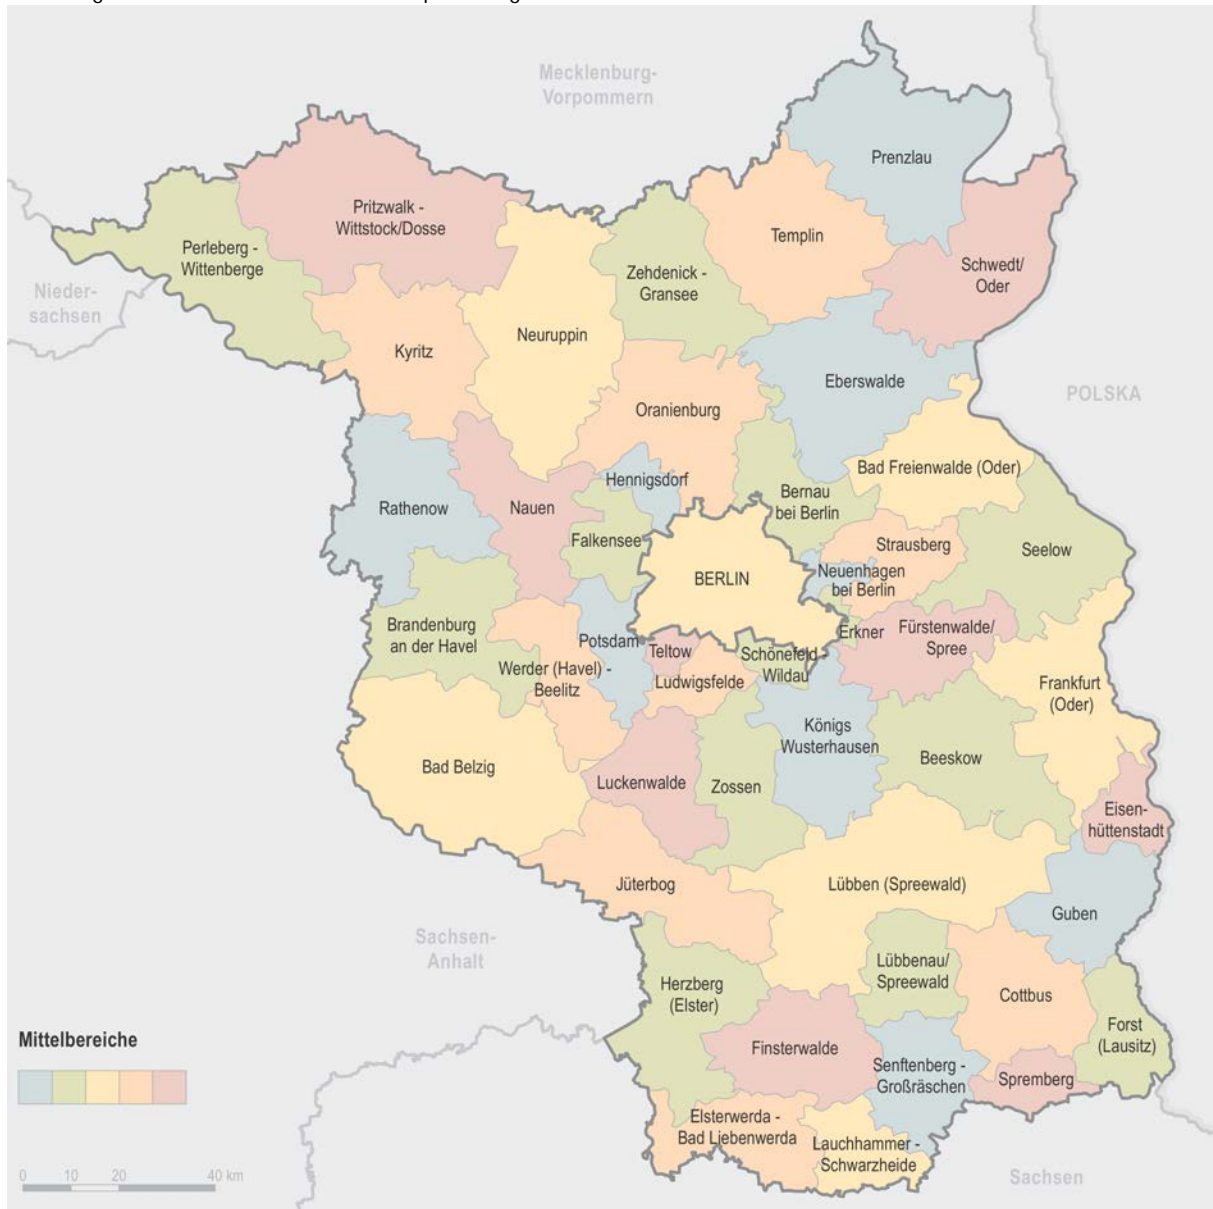 Mecklenburg-
Vorpommern
Prenzlau
Pritzwalk -
Wittstock/Dosse
Templin
Perleberg -
Wittenberge
Zehdenick -
Gransee
Schwedt/
Oder
Nieder-
sachsen
Neuruppin
Kyritz
Eberswalde
POLSKA
Oranienburg
Bad Freienwalde (Oder)
Hennigsdorf
Bernau
bei Berlin
Rathenow
Nauen
Falkensee
Strausberg
Seelow
BERLIN
Neuenhagen
bei Berlin
Brandenburg
an der Havel
Potsdam
Erkner
Fürstenwalde/
Spree
Teltow
Schönefeld -
Wildau
Werder (Havel) -
Beelitz
Ludwigsfelde
Frankfurt
(Oder)
Königs
Wusterhausen
Bad Belzig
Beeskow
Luckenwalde
Zossen
Eisen-
hüttenstadt
Jüterbog
Lübben (Spreewald)
Guben
Sachsen-
Anhalt
Lübbenau/
Spreewald
Herzberg
(Elster)
Cottbus
Forst
(Lausitz)
Mittelbereiche
Finsterwalde
Senftenberg -
Großräschen
Spremberg
Elsterwerda -
Bad Liebenwerda
Lauchhammer -
Schwarzheide
0 10 20 40 km
Sachsen